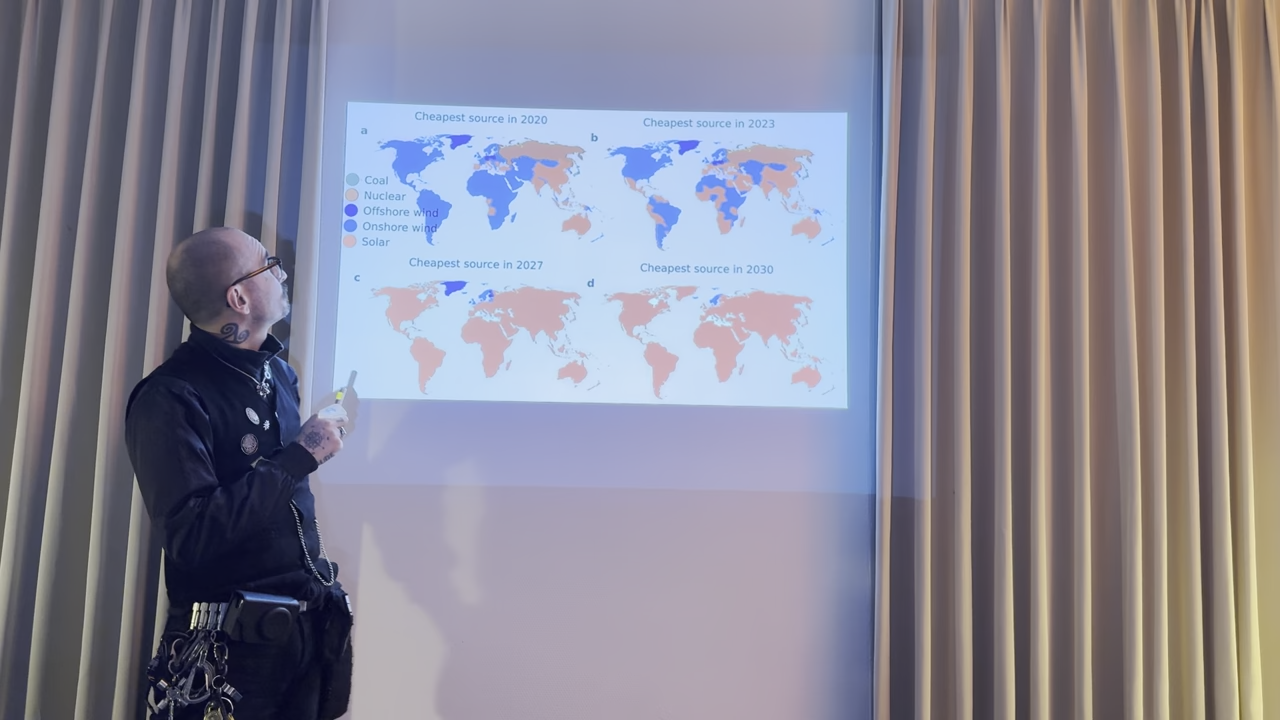 Cheapest source in 2020
a
Coal
Nuclear
Offshore wind
Onshore wind
Solar
Cheapest source in 2023
b
Cheapest source in 2027
c
Cheapest source in 2030
d